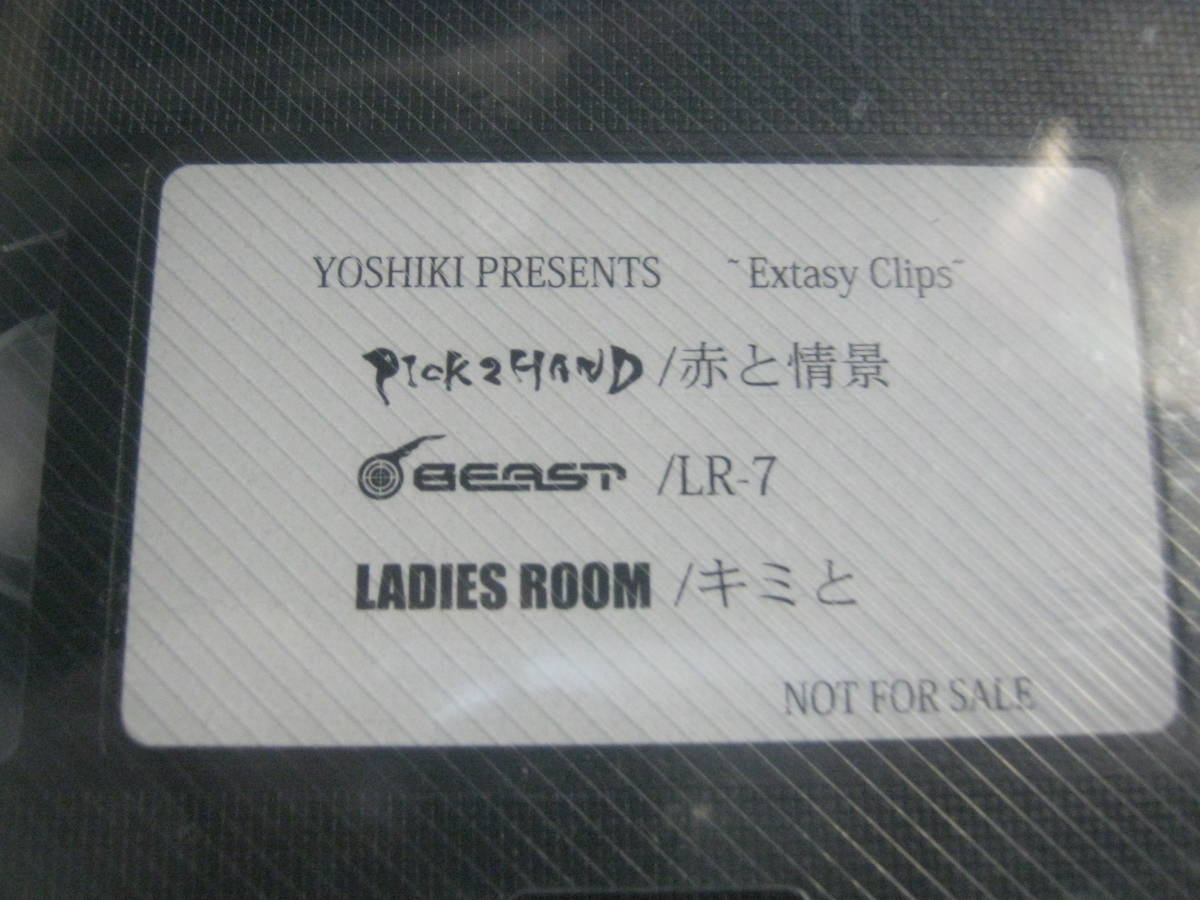 YOSHIKI PRESENTS ~Extasy Clips~
PICK2HAND /赤と情景
BEAST /LR-7
LADIES ROOM /キミと
NOT FOR SALE